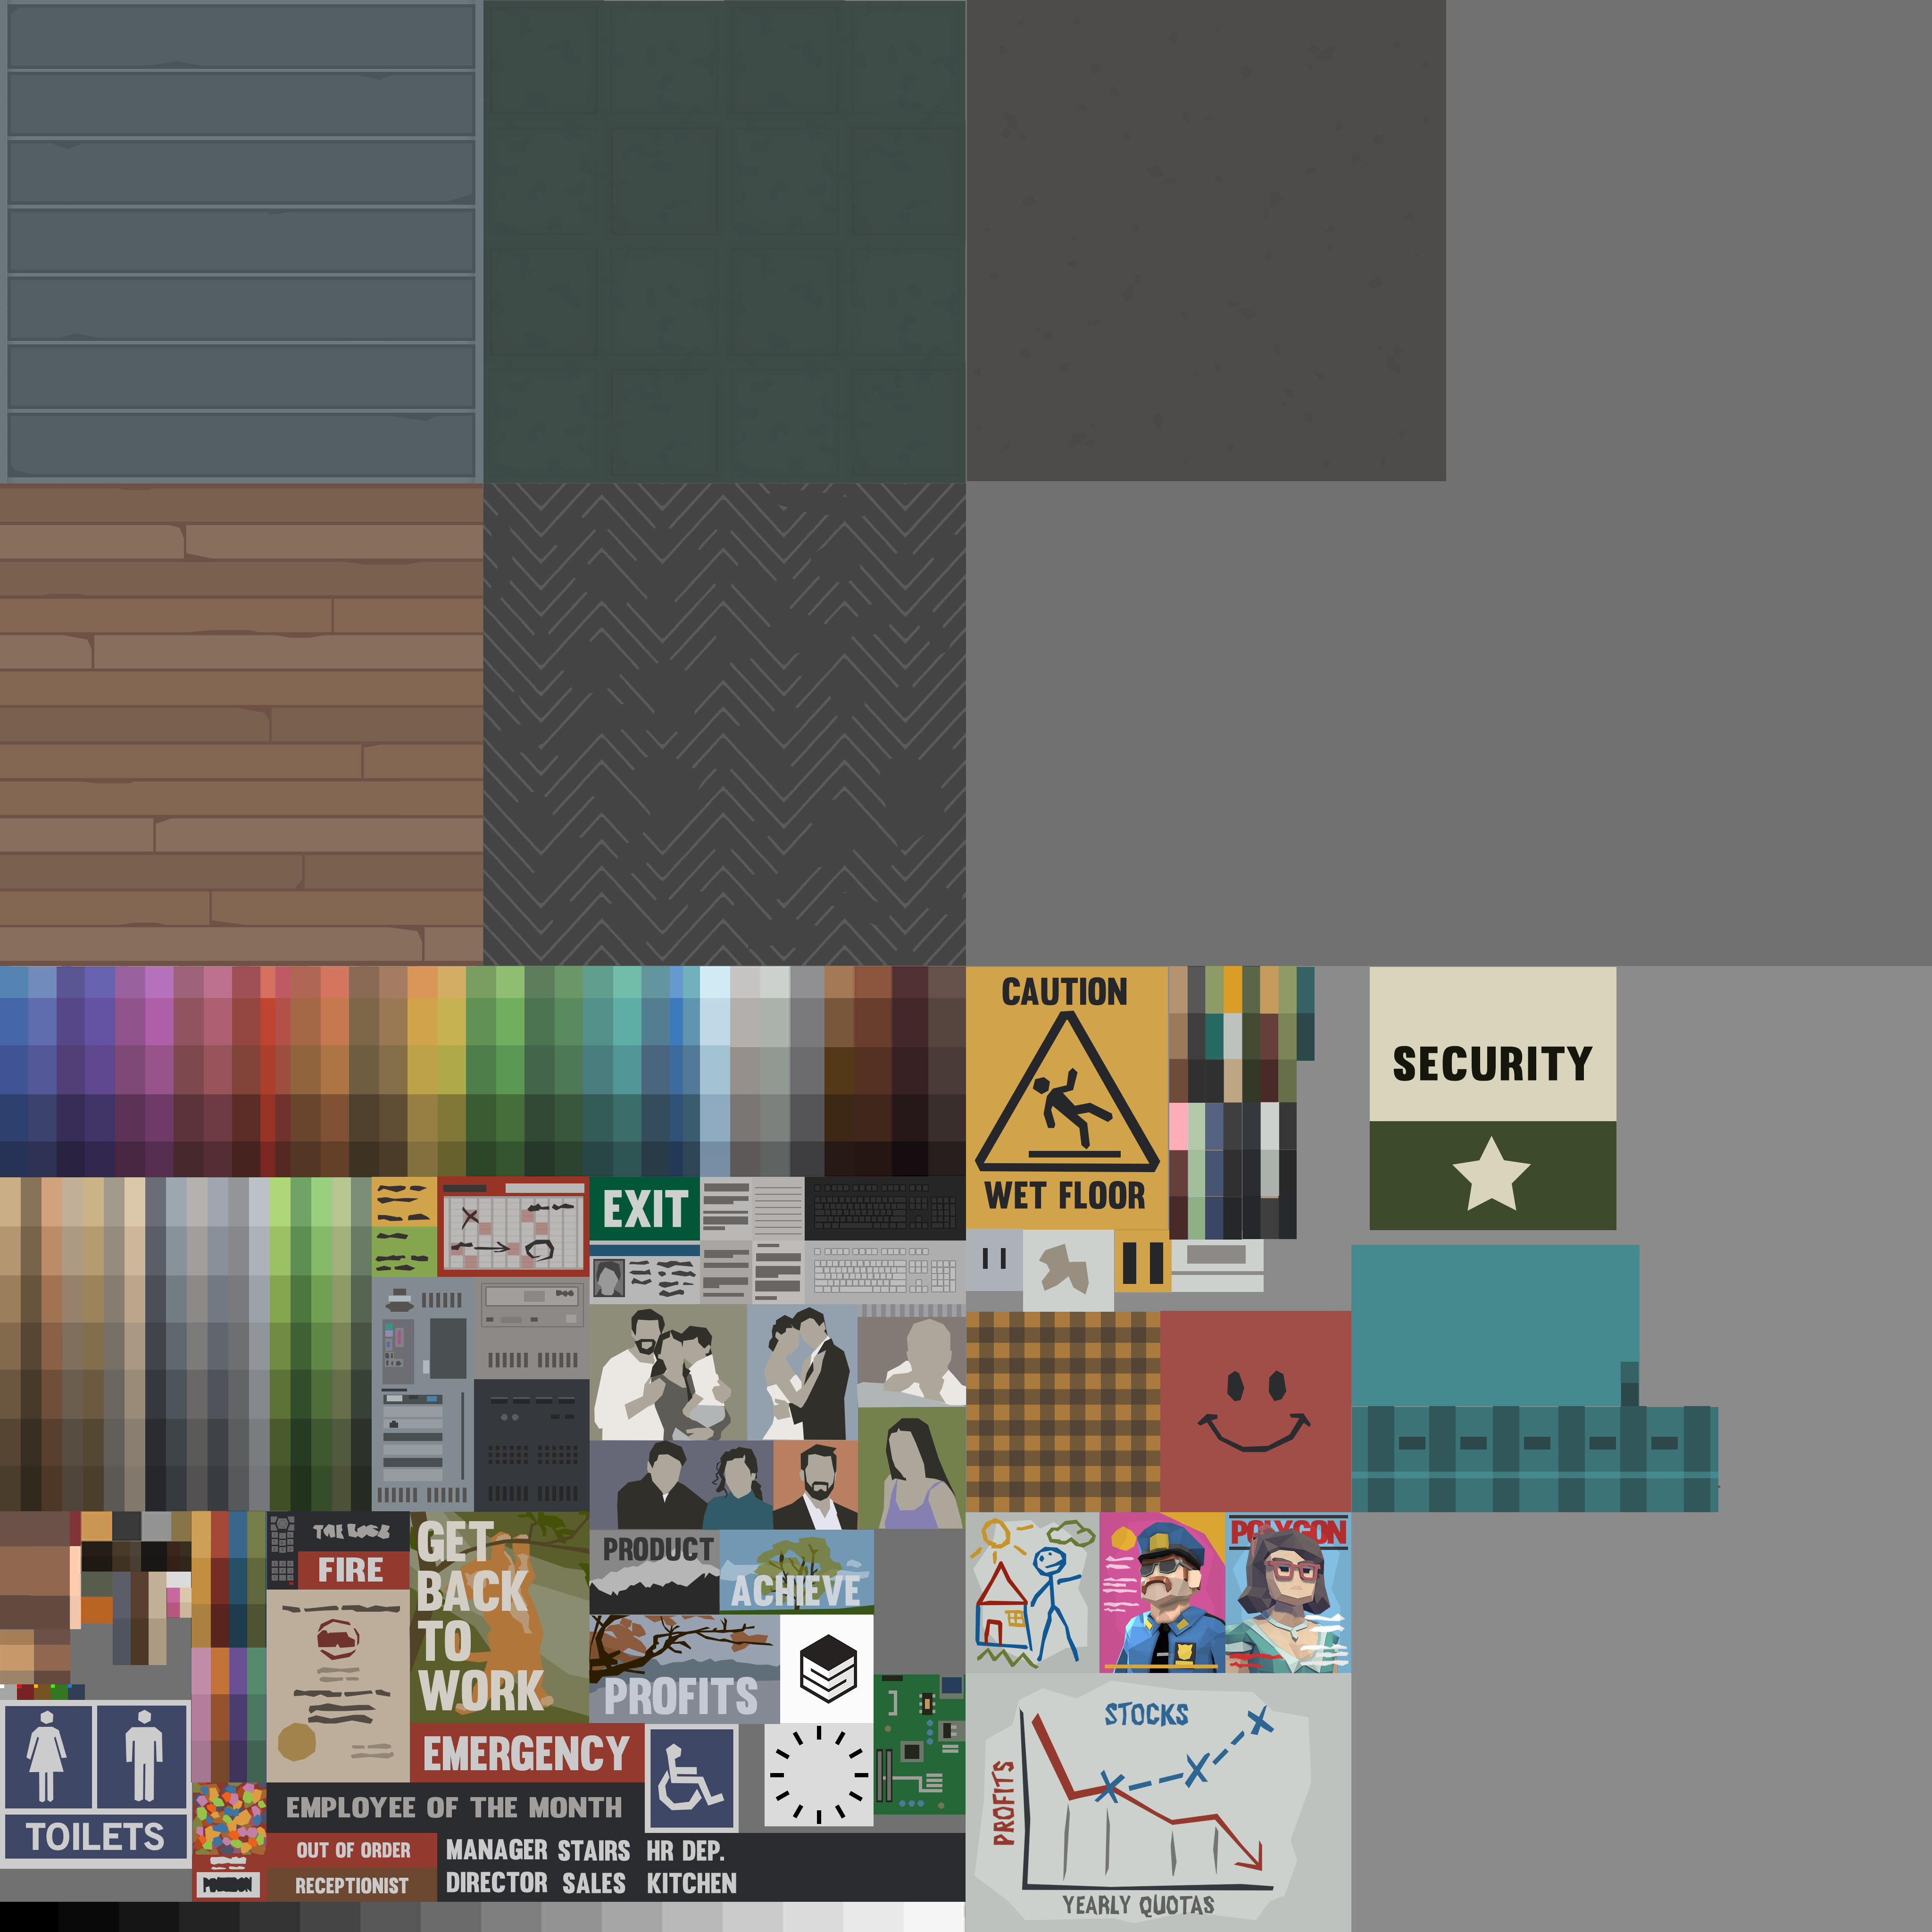 CAUTION
WET FLOOR
SECURITY
EXIT
FIRE
GET
BACK
TO
WORK
PRODUCT
ACHIEVE
PROFITS
POLYGON
EMERGENCY
EMPLOYEE OF THE MONTH
TOILETS
OUT OF ORDER
RECEPTIONIST
MANAGER STAIRS HR DEP.
DIRECTOR SALES KITCHEN
STOCKS
PROFITS
YEARLY QUOTAS